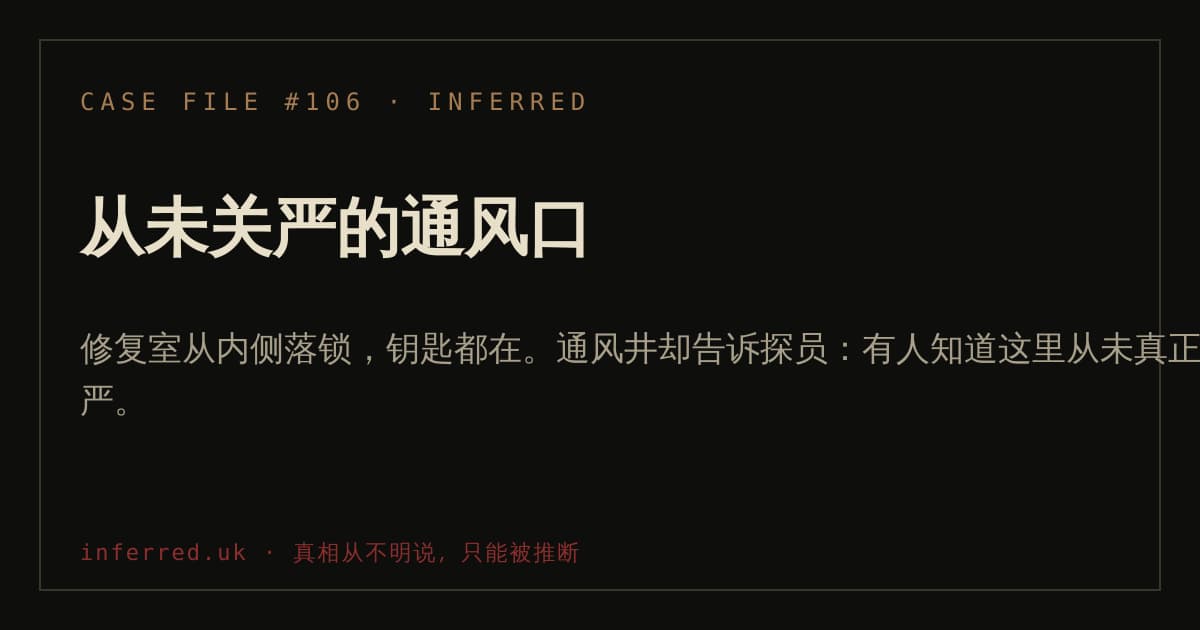 CASE FILE #106 · INFERRED
从未关严的通风口
修复室从内侧落锁，钥匙都在。通风井却告诉探员：有人知道这里从未真正
严。
inferred.uk · 真相从不明说，只能被推断